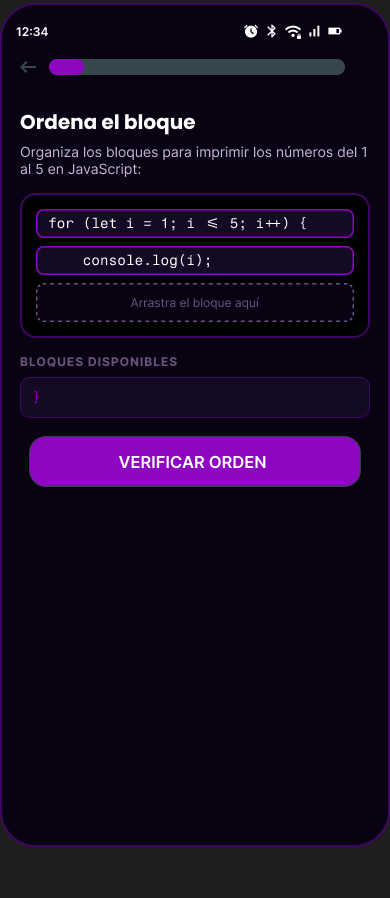 12:34
Ordena el bloque
Organiza los bloques para imprimir los números del 1
al 5 en JavaScript:
for (let i = 1; i <= 5; i++) {
console.log(i);
Arrastra el bloque aquí
BLOQUES DISPONIBLES
}
VERIFICAR ORDEN